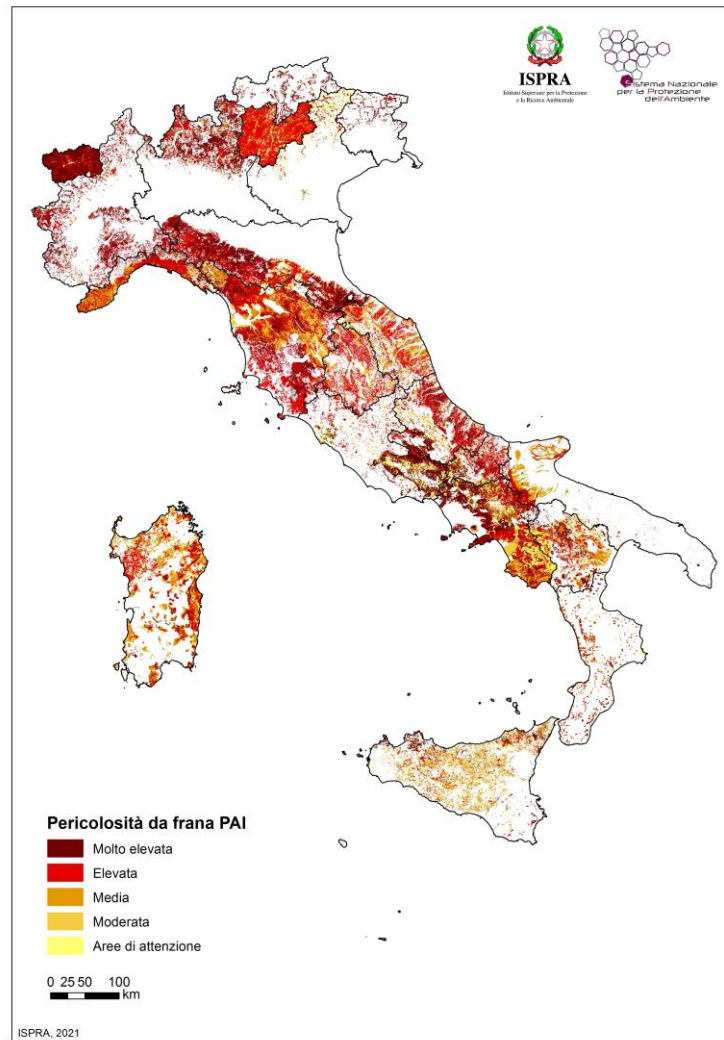 ISPRA
Istituto Superiore per la Protezione
e la Ricerca Ambientale
Sistema Nazionale
per la Protezione
dell'Ambiente
Pericolosità da frana PAI
Molto elevata
Elevata
Media
Moderata
Aree di attenzione
0 25 50 100
km
ISPRA, 2021